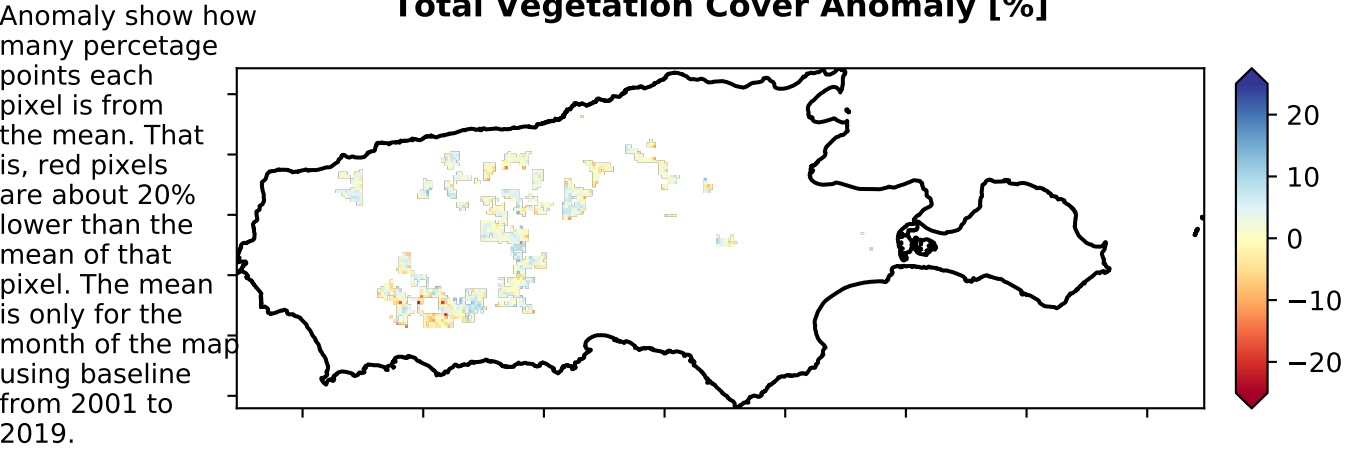 Total Vegetation Cover Anomaly [%]
Anomaly show how
many percetage
points each
pixel is from
the mean. That
is, red pixels
are about 20%
lower than the
mean of that
pixel. The mean
is only for the
month of the map
using baseline
from 2001 to
2019.
20
10
0
−10
−20